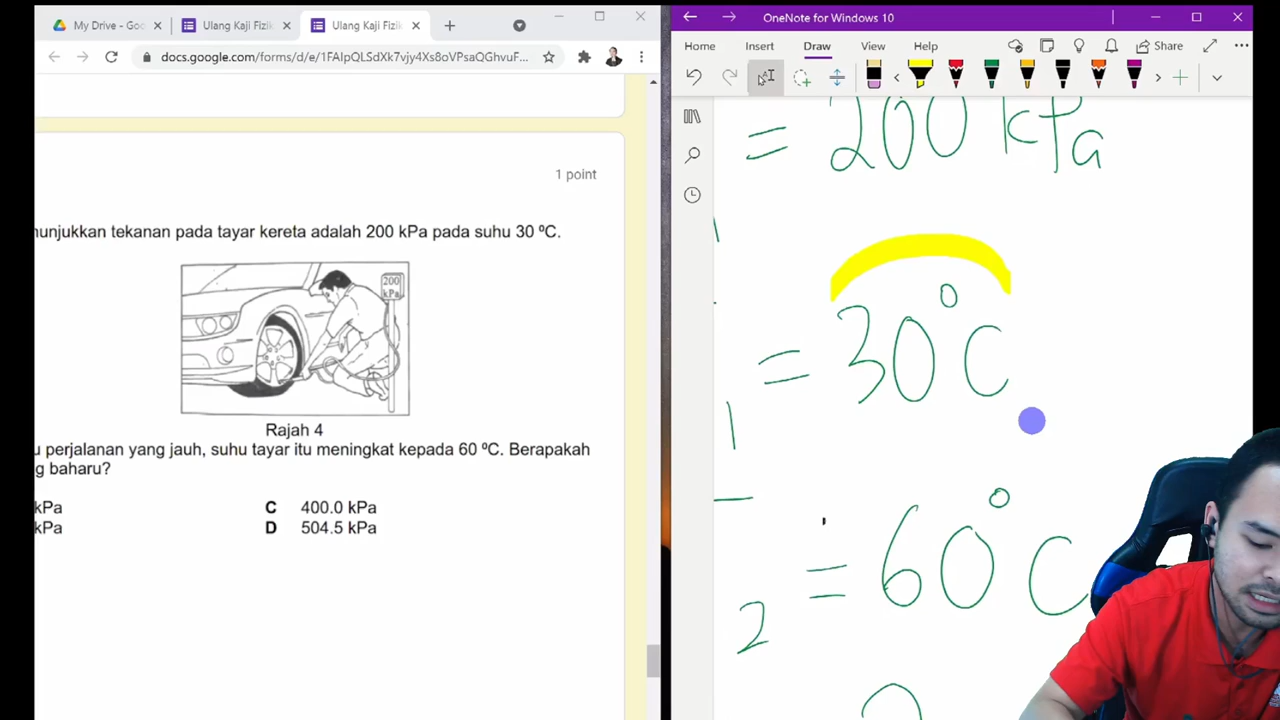 My Drive - Goo
Ulang Kaji Fizik
Ulang Kaji Fizik
docs.google.com/forms/d/e/1FAIpQLSdXk7vjy4Xs8oVPsaQGhvuF...
1 point
nunjukkan tekanan pada tayar kereta adalah 200 kPa pada suhu 30 ºC.
200
kPa
Rajah 4
u perjalanan yang jauh, suhu tayar itu meningkat kepada 60 ºC. Berapakah
g baharu?
kPa C 400.0 kPa
kPa D 504.5 kPa
OneNote for Windows 10
Home Insert Draw View Help Share
= 200 kPa
1
= 30°C
1
= 60°C
2